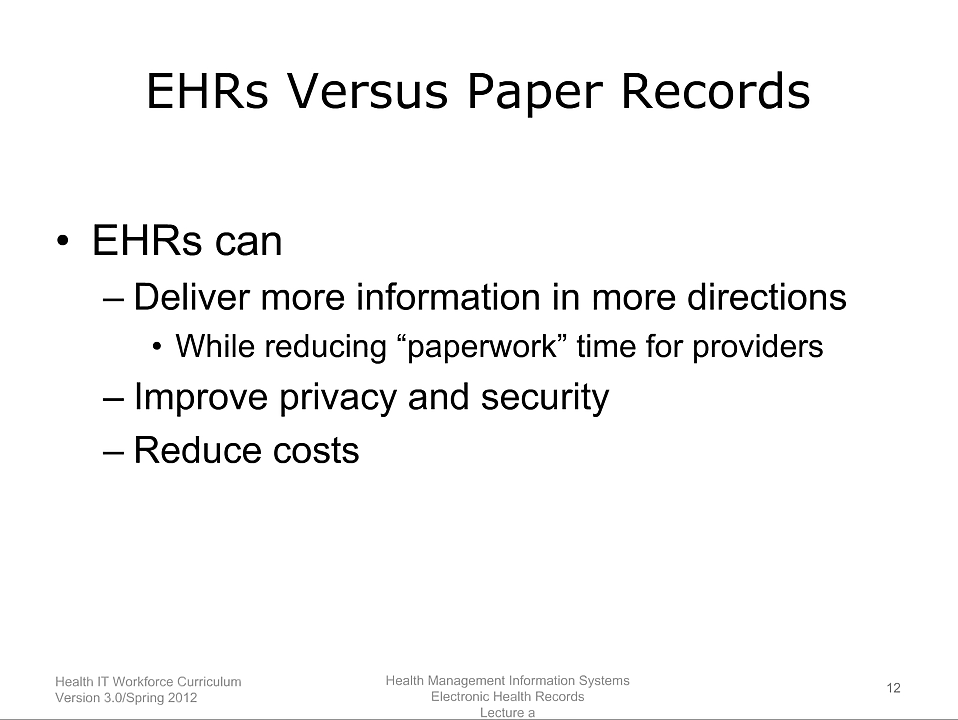 EHRs Versus Paper Records
• EHRs can
– Deliver more information in more directions
• While reducing “paperwork” time for providers
– Improve privacy and security
– Reduce costs
Health IT Workforce Curriculum
Version 3.0/Spring 2012
Health Management Information Systems
Electronic Health Records
Lecture a
12